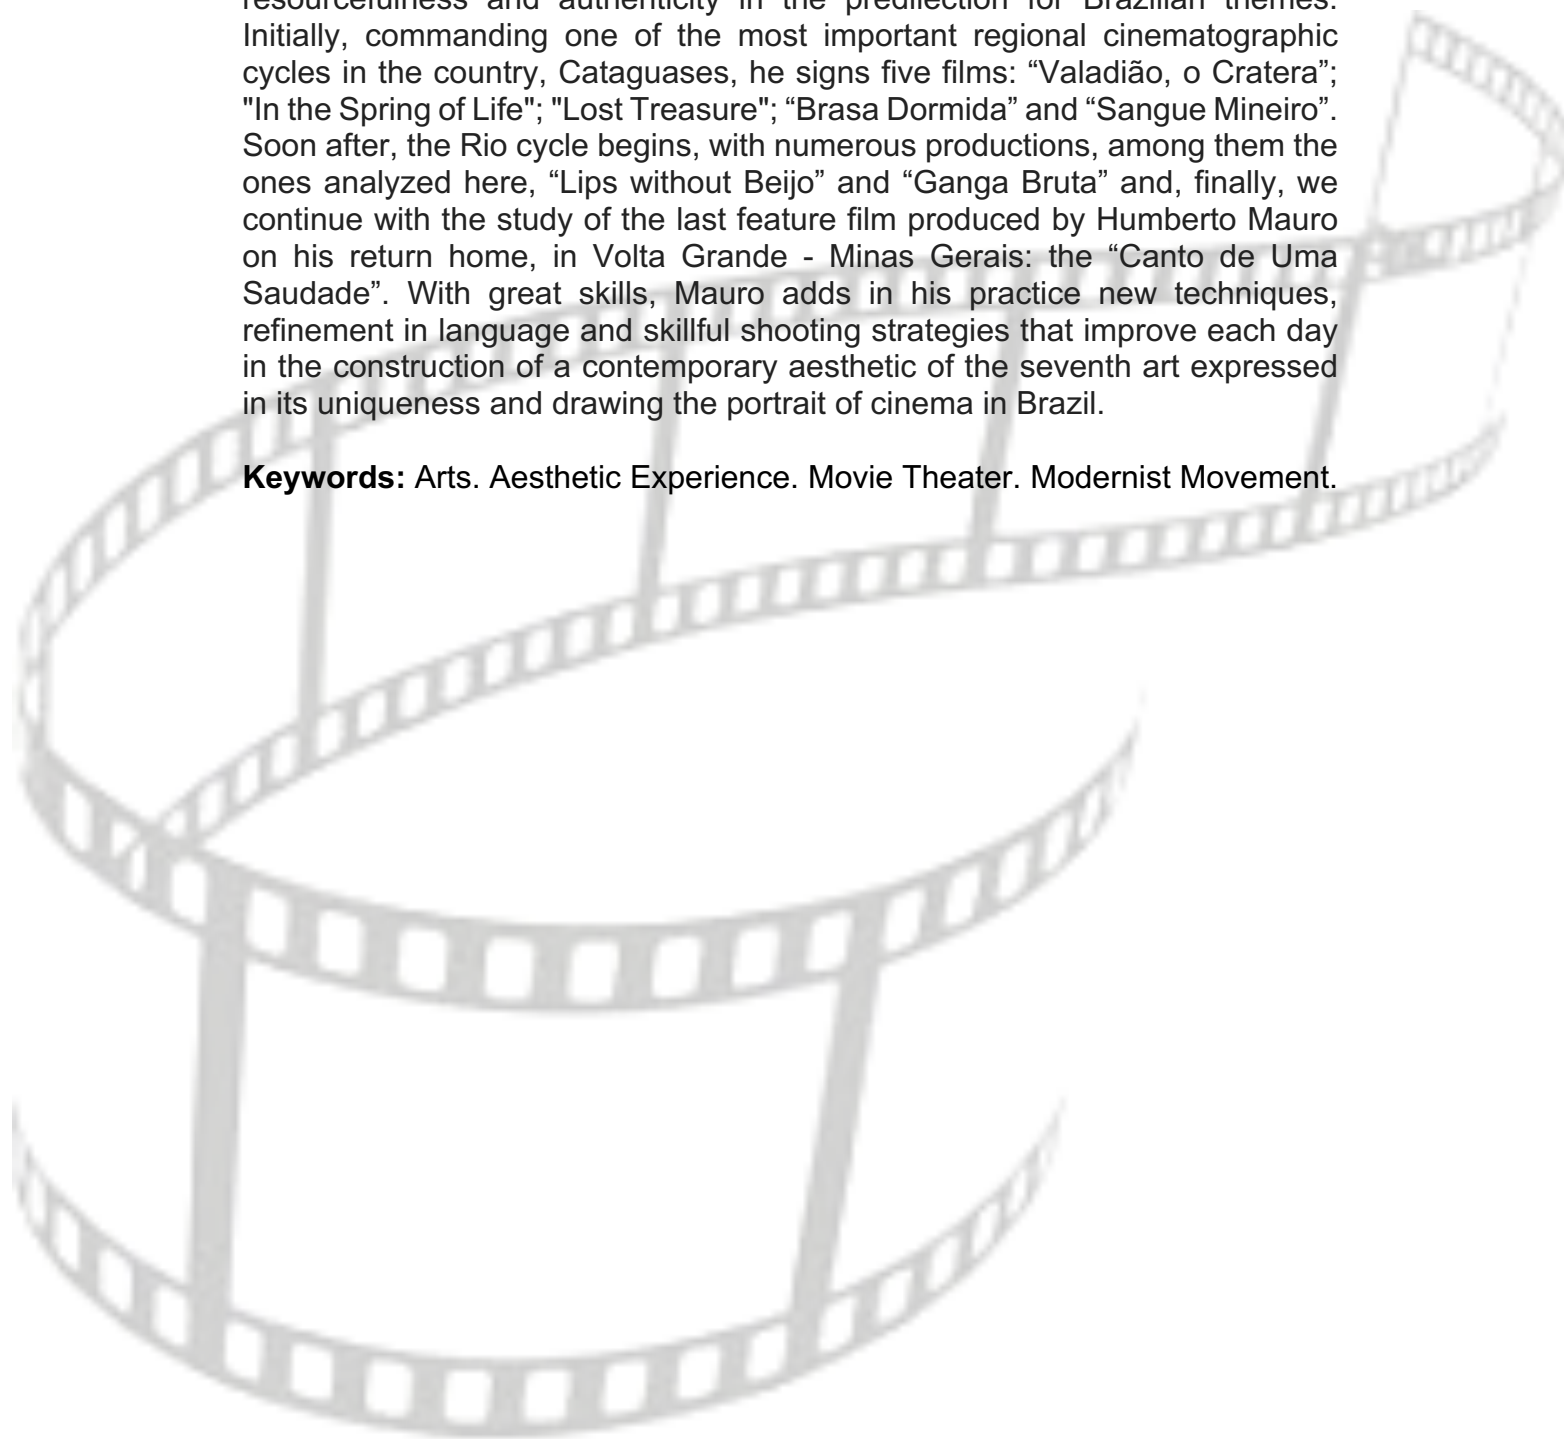 resourcefulness and authenticity in the predilection for Brazilian themes.
Initially, commanding one of the most important regional cinematographic
cycles in the country, Cataguases, he signs five films: “Valadião, o Cratera”;
"In the Spring of Life"; "Lost Treasure"; “Brasa Dormida” and “Sangue Mineiro”.
Soon after, the Rio cycle begins, with numerous productions, among them the
ones analyzed here, “Lips without Beijo” and “Ganga Bruta” and, finally, we
continue with the study of the last feature film produced by Humberto Mauro
on his return home, in Volta Grande - Minas Gerais: the “Canto de Uma
Saudade”. With great skills, Mauro adds in his practice new techniques,
refinement in language and skillful shooting strategies that improve each day
in the construction of a contemporary aesthetic of the seventh art expressed
in its uniqueness and drawing the portrait of cinema in Brazil.
Keywords: Arts. Aesthetic Experience. Movie Theater. Modernist Movement.